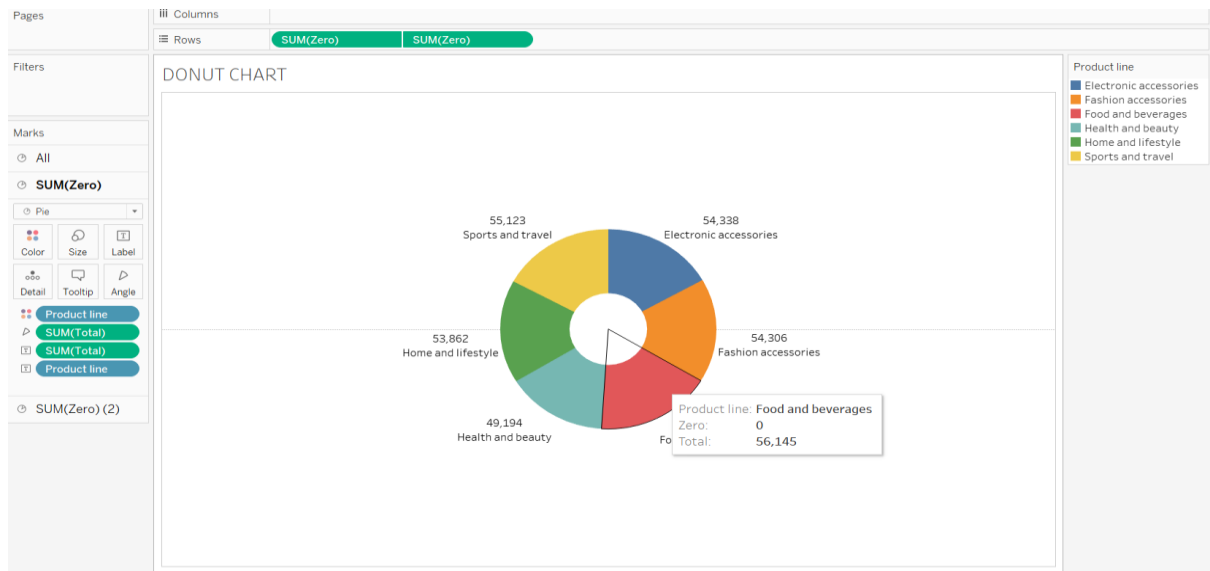 Pages
Columns
Rows
SUM(Zero) SUM(Zero)
Filters
Marks
All
SUM(Zero)
Pie
Color Size Label
Detail Tooltip Angle
Product line
SUM(Total)
SUM(Total)
Product line
SUM(Zero) (2)
DONUT CHART
55,123
Sports and travel
54,338
Electronic accessories
53,862
Home and lifestyle
54,306
Fashion accessories
49,194
Health and beauty
Fo
Product line: Food and beverages
Zero: 0
Total: 56,145
Product line
Electronic accessories
Fashion accessories
Food and beverages
Health and beauty
Home and lifestyle
Sports and travel